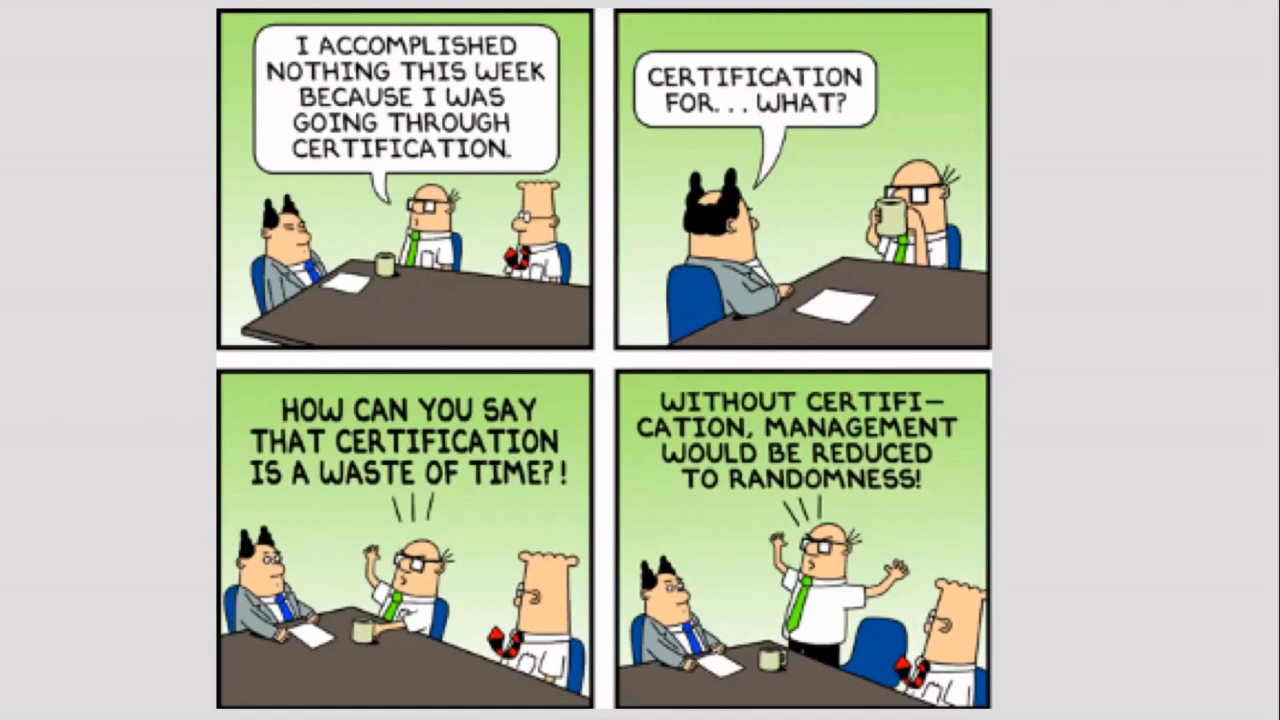 I ACCOMPLISHED
NOTHING THIS WEEK
BECAUSE I WAS
GOING THROUGH
CERTIFICATION.
CERTIFICATION
FOR...WHAT?
HOW CAN YOU SAY
THAT CERTIFICATION
IS A WASTE OF TIME?!
WITHOUT CERTIFI-
CATION, MANAGEMENT
WOULD BE REDUCED
TO RANDOMNESS!